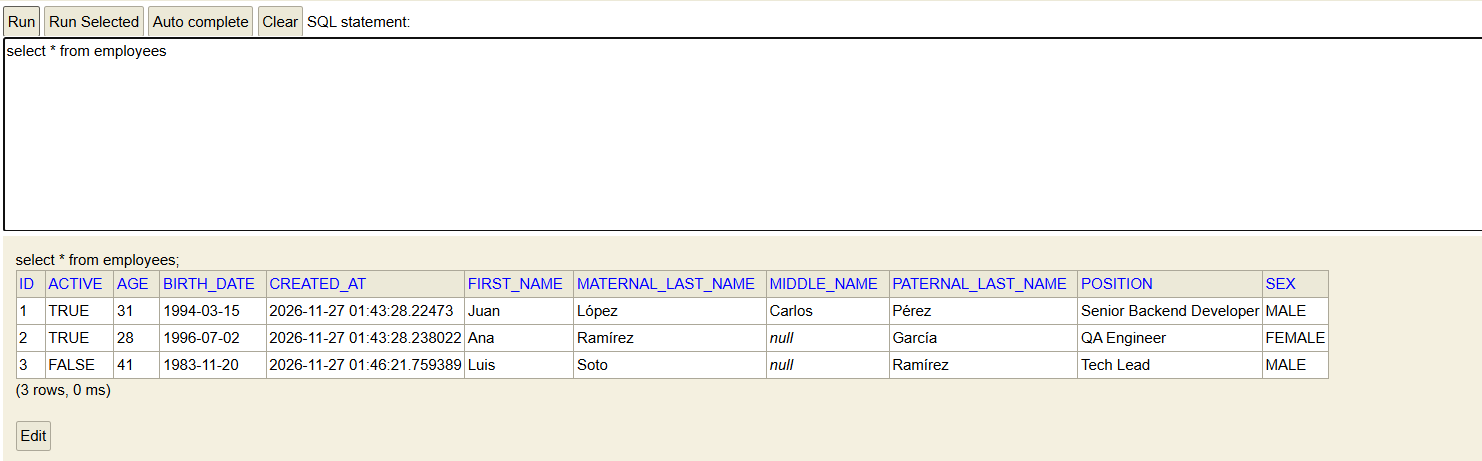 Run Run Selected Auto complete Clear SQL statement:
select * from employees
select * from employees;
ID ACTIVE AGE BIRTH_DATE CREATED_AT FIRST_NAME MATERNAL_LAST_NAME MIDDLE_NAME PATERNAL_LAST_NAME POSITION SEX
1 TRUE 31 1994-03-15 2026-11-27 01:43:28.22473 Juan López Carlos Pérez Senior Backend Developer MALE
2 TRUE 28 1996-07-02 2026-11-27 01:43:28.238022 Ana Ramírez null García QA Engineer FEMALE
3 FALSE 41 1983-11-20 2026-11-27 01:46:21.759389 Luis Soto null Ramírez Tech Lead MALE
(3 rows, 0 ms)
Edit